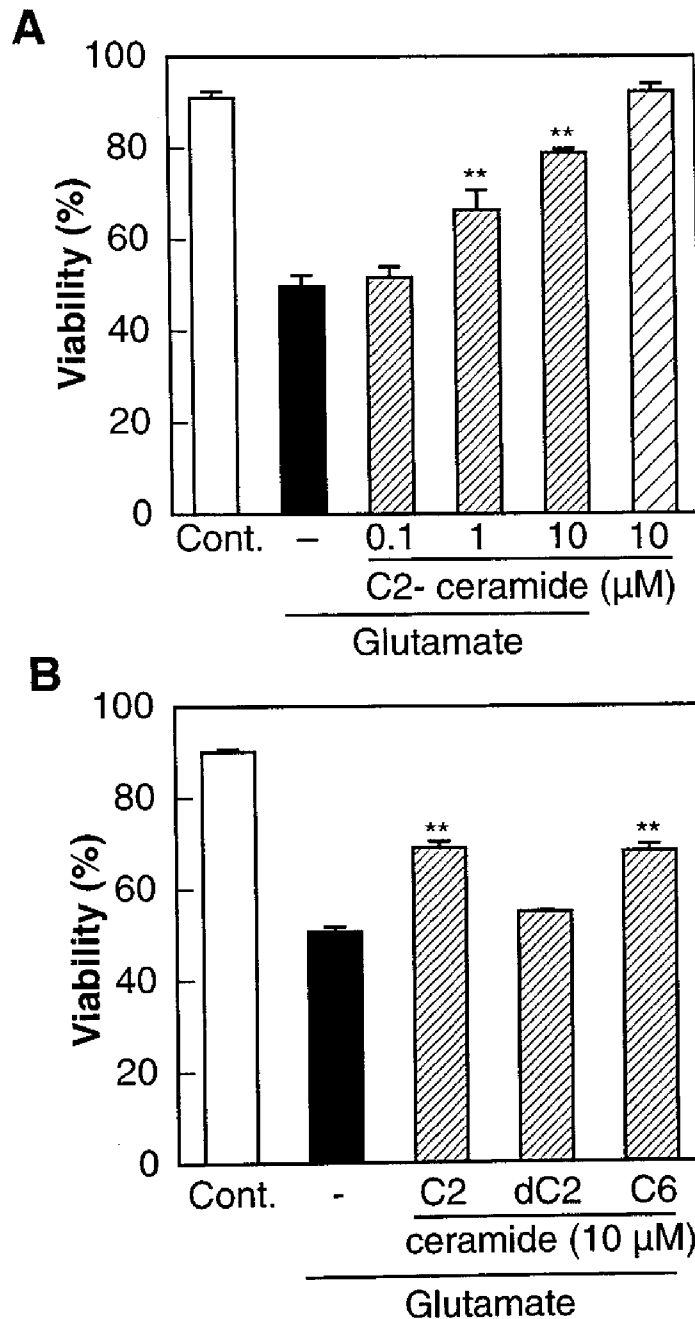 A
100
80
60
40
20
0
Viability (%)
** **
Cont. – 0.1 1 10 10
C2- ceramide (µM)
Glutamate
B
100
80
60
40
20
0
Viability (%)
** **
Cont. - C2 dC2 C6
ceramide (10 µM)
Glutamate